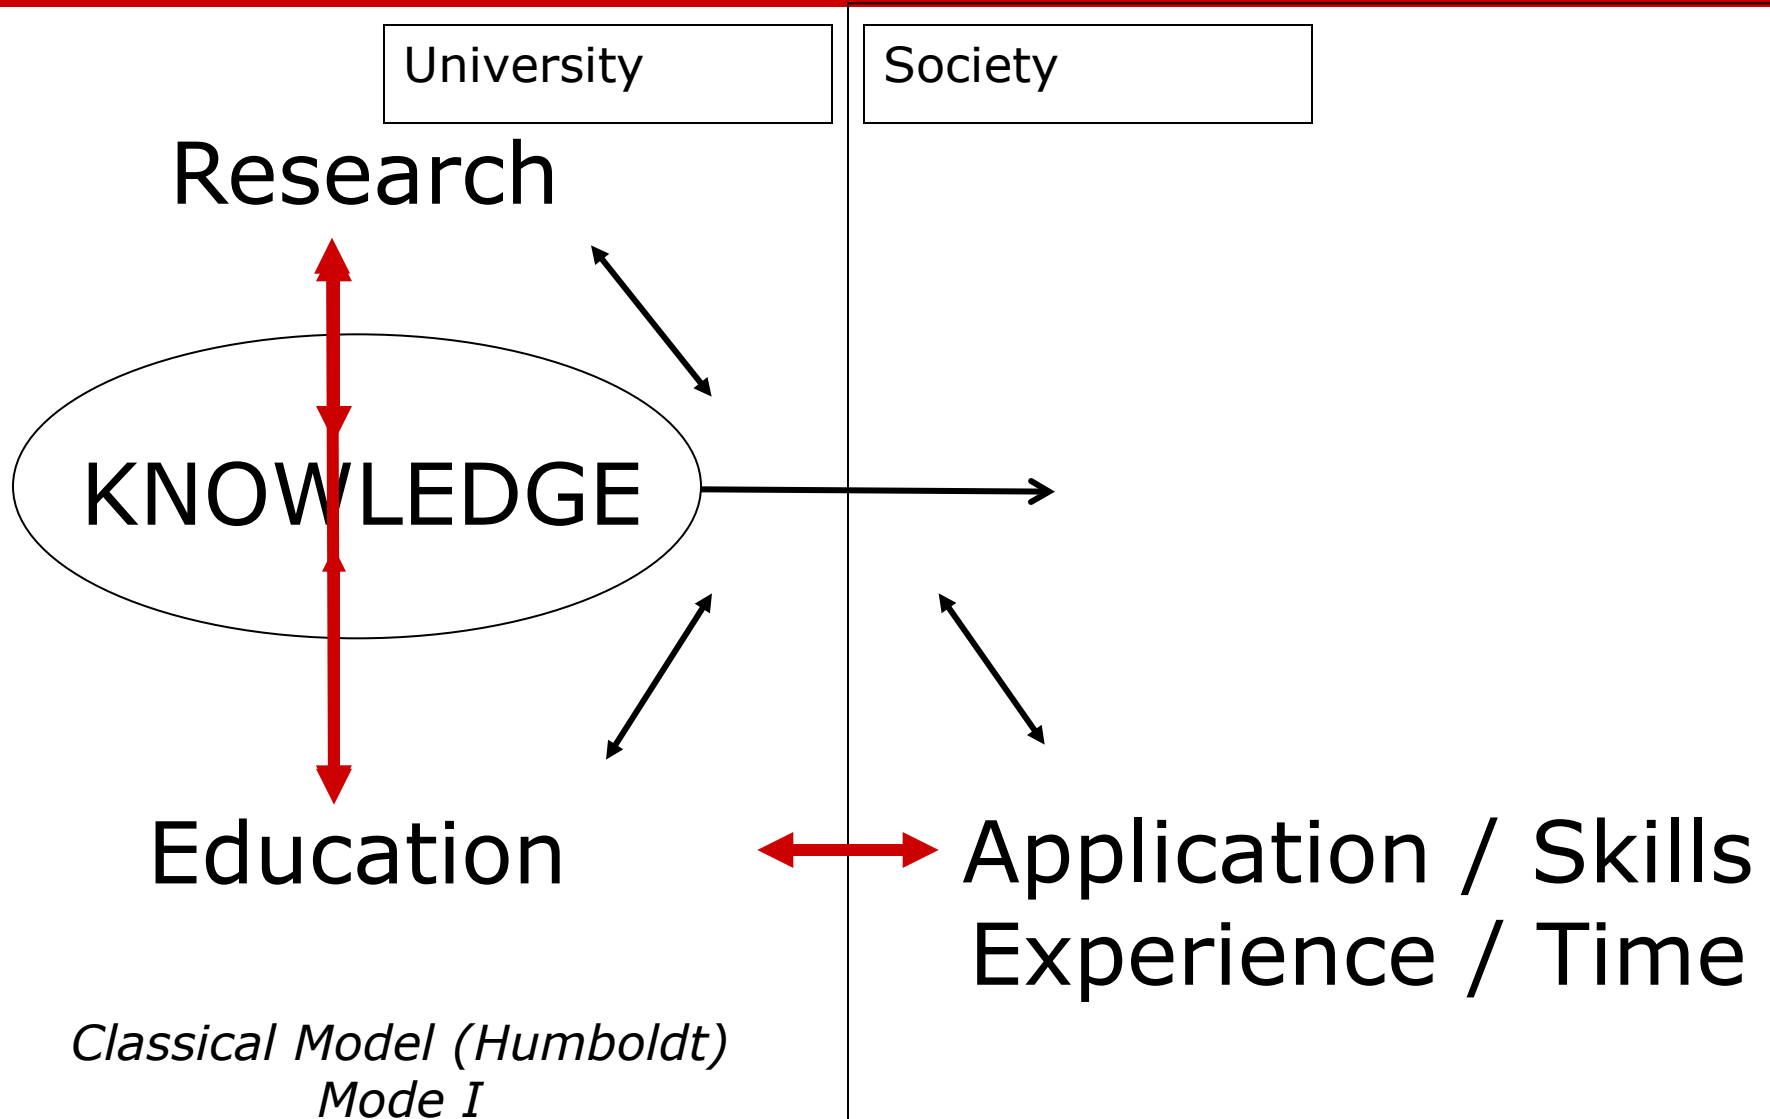 University
Society
Research
KNOWLEDGE
Education
Application / Skills
Experience / Time
Classical Model (Humboldt)
Mode I